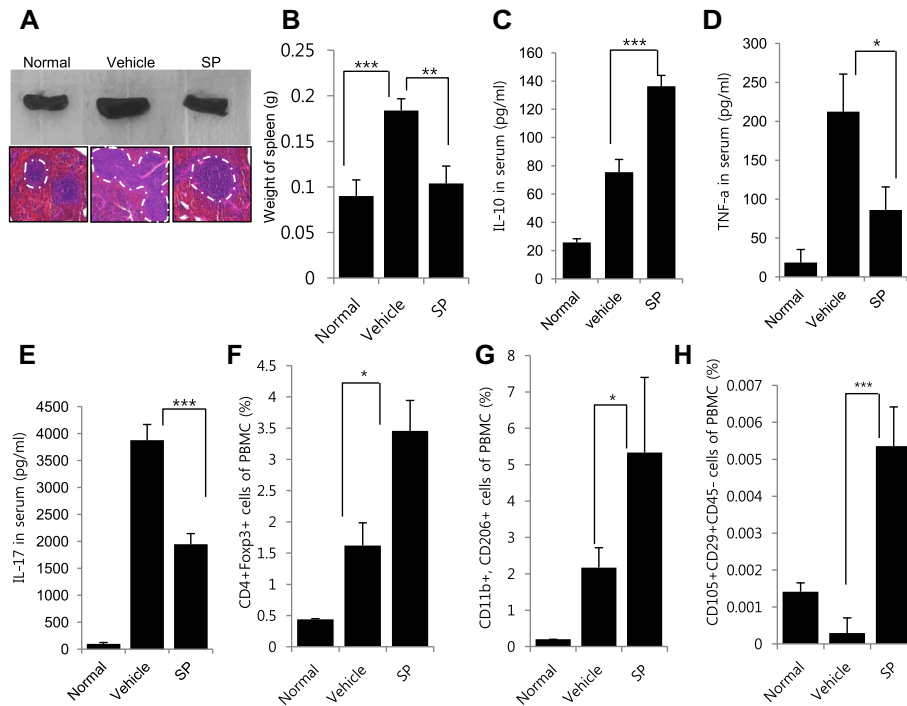 A
Normal Vehicle SP
B
Weight of spleen (g)
0.25
0.2
0.15
0.1
0.05
0
***
**
Normal Vehicle SP
C
IL-10 in serum (pg/ml)
160
140
120
100
80
60
40
20
0
***
Normal vehicle SP
D
TNF-a in serum (pg/ml)
300
250
200
150
100
50
0
*
Normal Vehicle SP
E
IL-17 in serum (pg/ml)
4500
4000
3500
3000
2500
2000
1500
1000
500
0
***
Normal Vehicle SP
F
CD4+Foxp3+ cells of PBMC (%)
4.5
4
3.5
3
2.5
2
1.5
1
0.5
0
*
Normal Vehicle SP
G
CD11b+, CD206+ cells of PBMC (%)
8
7
6
5
4
3
2
1
0
*
Normal Vehicle SP
H
CD105+CD29+CD45- cells of PBMC (%)
0.007
0.006
0.005
0.004
0.003
0.002
0.001
0
***
Normal Vehicle SP